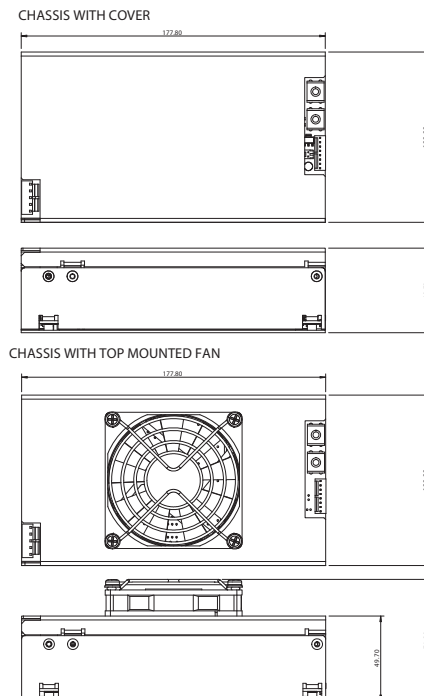 CHASSIS WITH COVER
177.80
CHASSIS WITH TOP MOUNTED FAN
177.80
49.70